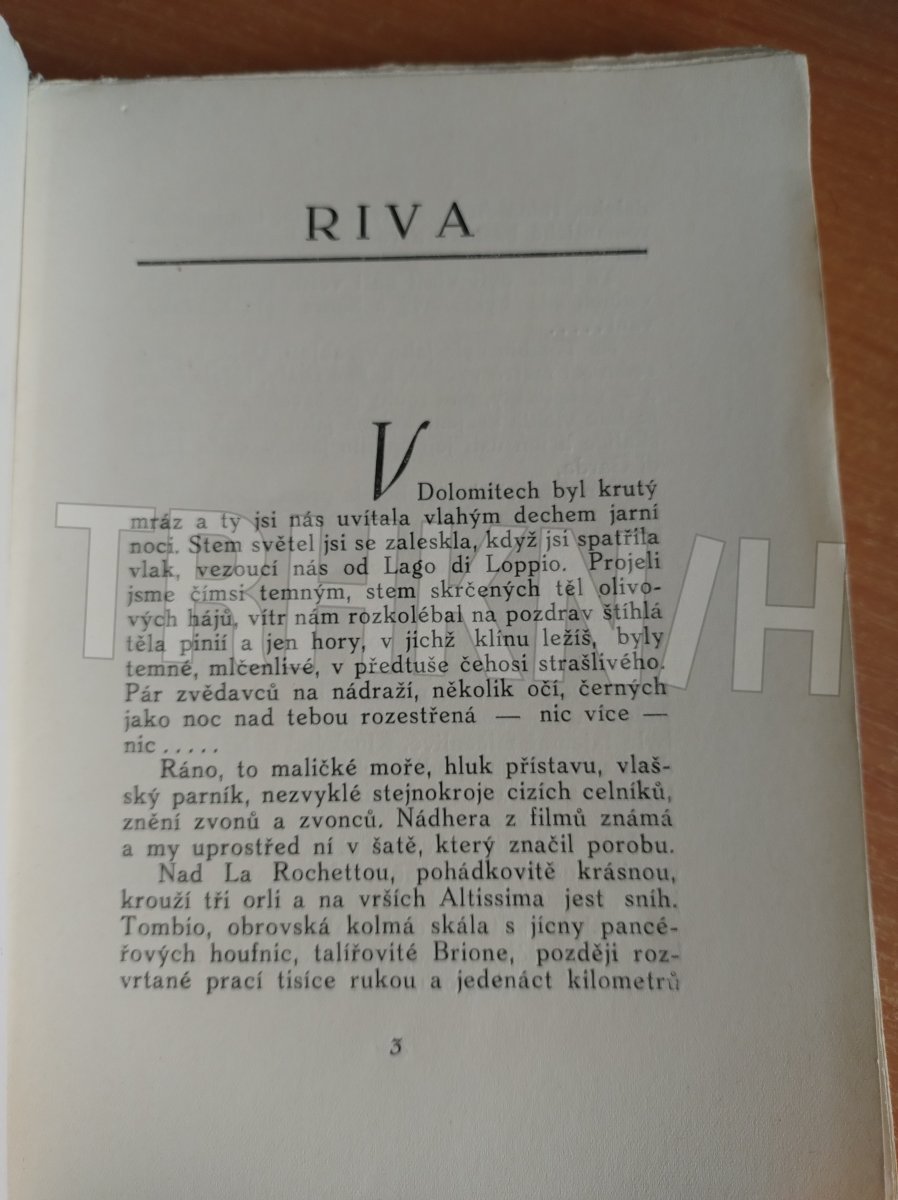 RIVA
V Dolomitech byl krutý
mráz a ty jsi nás uvítala vlahým dechem jarní
noci. Stem světel jsi se zaleskla, když jsi spatřila
vlak, vezoucí nás od Lago di Loppio. Projeli
jsme čímsi temným, stem skrčených těl olivo-
vých hájů, vítr nám rozkolébal na pozdrav štíhlá
těla pinií a jen hory, v jichž klínu ležíš, byly
temné, mlčenlivé, v předtuše čehosi strašlivého.
Pár zvědavců na nádraží, několik očí, černých
jako noc nad tebou rozestřená — nic více —
nic .....
Ráno, to maličké moře, hluk přístavu, vlaš-
ský parník, nezvyklé stejnokroje cizích celníků,
znění zvonů a zvonců. Nádhera z filmů známá
a my uprostřed ní v šatě, který značil porobu.
Nad La Rochettou, pohádkovitě krásnou,
krouží tři orli a na vrších Altissima jest sníh.
Tombio, obrovská kolmá skála s jícny pancé-
řových houfnic, talířovité Brione, později roz-
vrtané prací tisíce rukou a jedenáct kilometrů
3